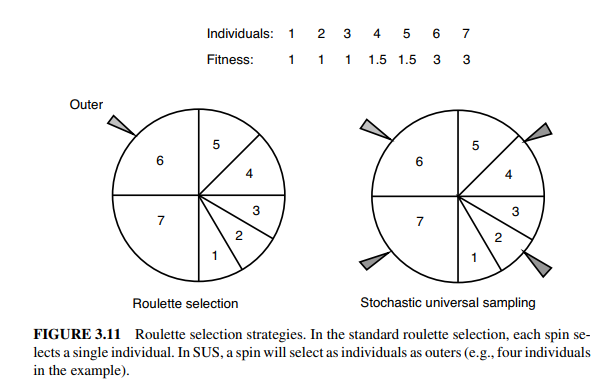 Individuals: 1 2 3 4 5 6 7
Fitness: 1 1 1 1.5 1.5 3 3
Outer
5
6
4
3
7
2
1
Roulette selection
5
6
4
3
7
2
1
Stochastic universal sampling
FIGURE 3.11 Roulette selection strategies. In the standard roulette selection, each spin se-
lects a single individual. In SUS, a spin will select as individuals as outers (e.g., four individuals
in the example).